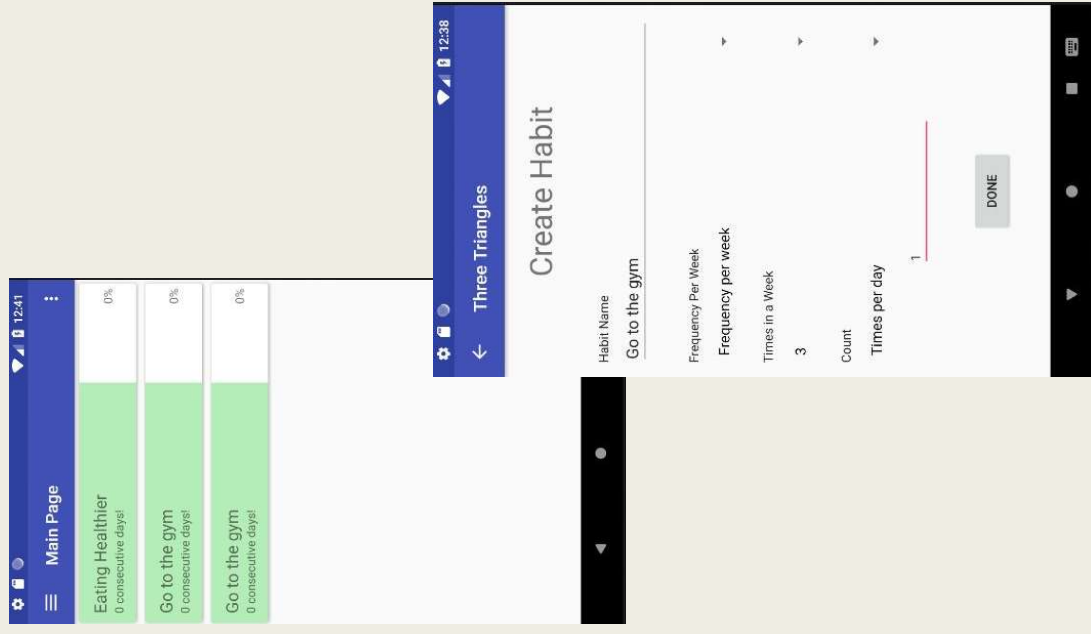 12:41
Main Page
Eating Healthier
0 consecutive days!
0%
Go to the gym
0 consecutive days!
0%
Go to the gym
0 consecutive days!
0%
12:38
Three Triangles
Create Habit
Habit Name
Go to the gym
Frequency Per Week
Frequency per week
Times in a Week
3
Count
Times per day
1
DONE